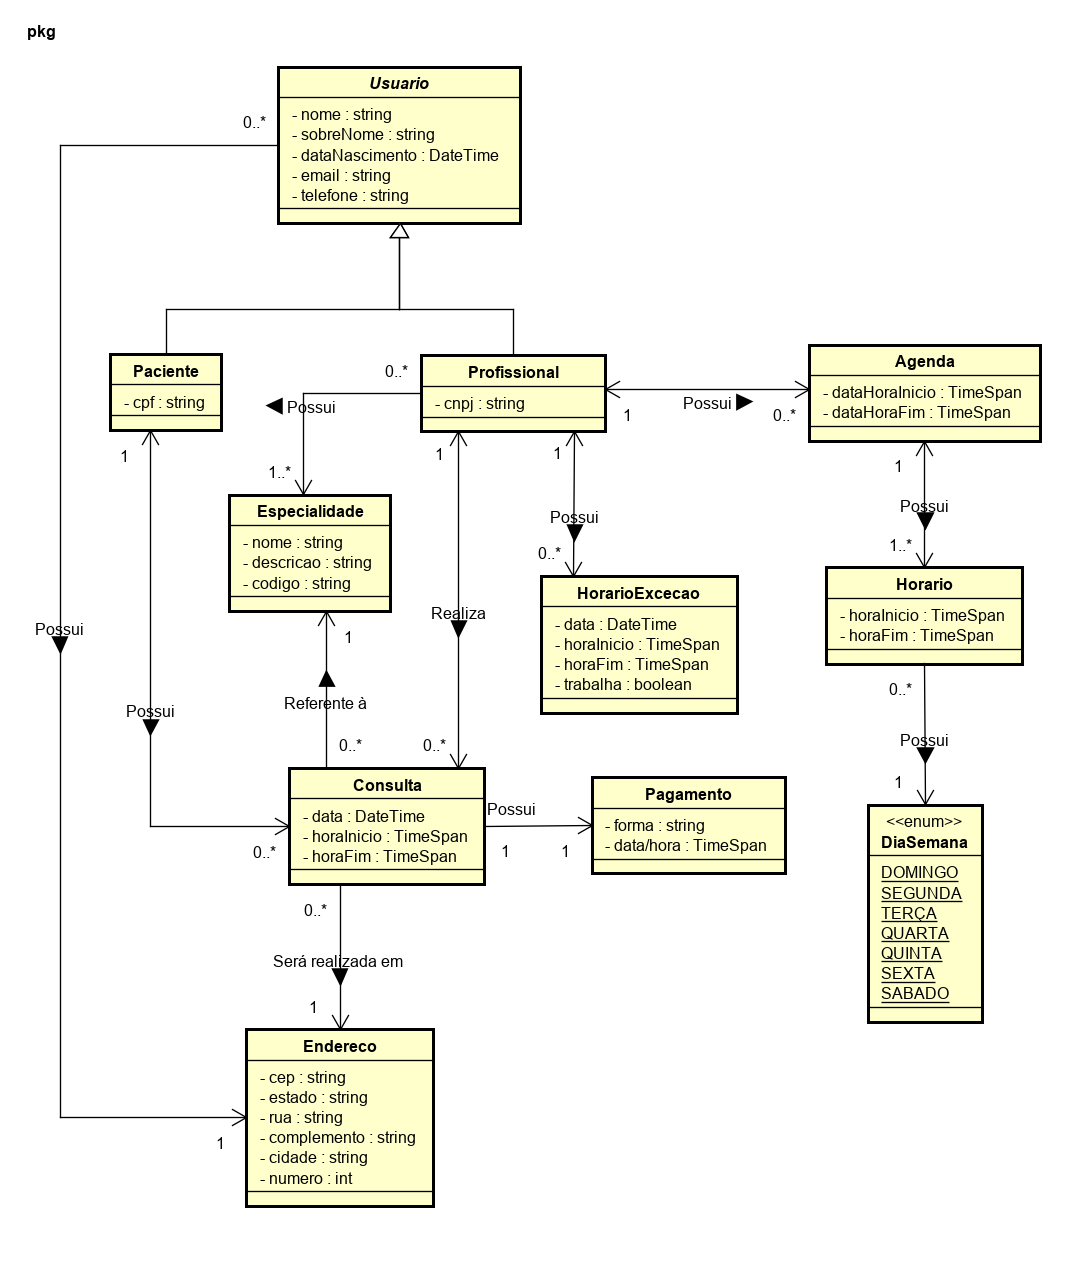 pkg
Usuario
- nome : string
- sobreNome : string
- dataNascimento : DateTime
- email : string
- telefone : string
0..*
Paciente
- cpf : string
0..*
Profissional
- cnpj : string
Agenda
- dataHoraInicio : TimeSpan
- dataHoraFim : TimeSpan
Possui
Possui
1
0..*
1
1
1
1
1..*
Especialidade
- nome : string
- descricao : string
- codigo : string
Possui
Possui
0..*
1..*
HorarioExcecao
- data : DateTime
- horaInicio : TimeSpan
- horaFim : TimeSpan
- trabalha : boolean
Horario
- horaInicio : TimeSpan
- horaFim : TimeSpan
Realiza
Possui
1
0..*
Referente à
Possui
0..*
0..*
Possui
1
Consulta
- data : DateTime
- horaInicio : TimeSpan
- horaFim : TimeSpan
0..*
Possui
1
1
Pagamento
- forma : string
- data/hora : TimeSpan
<<enum>>
DiaSemana
DOMINGO
SEGUNDA
TERÇA
QUARTA
QUINTA
SEXTA
SABADO
0..*
Será realizada em
1
Endereco
- cep : string
- estado : string
- rua : string
- complemento : string
- cidade : string
- numero : int
1